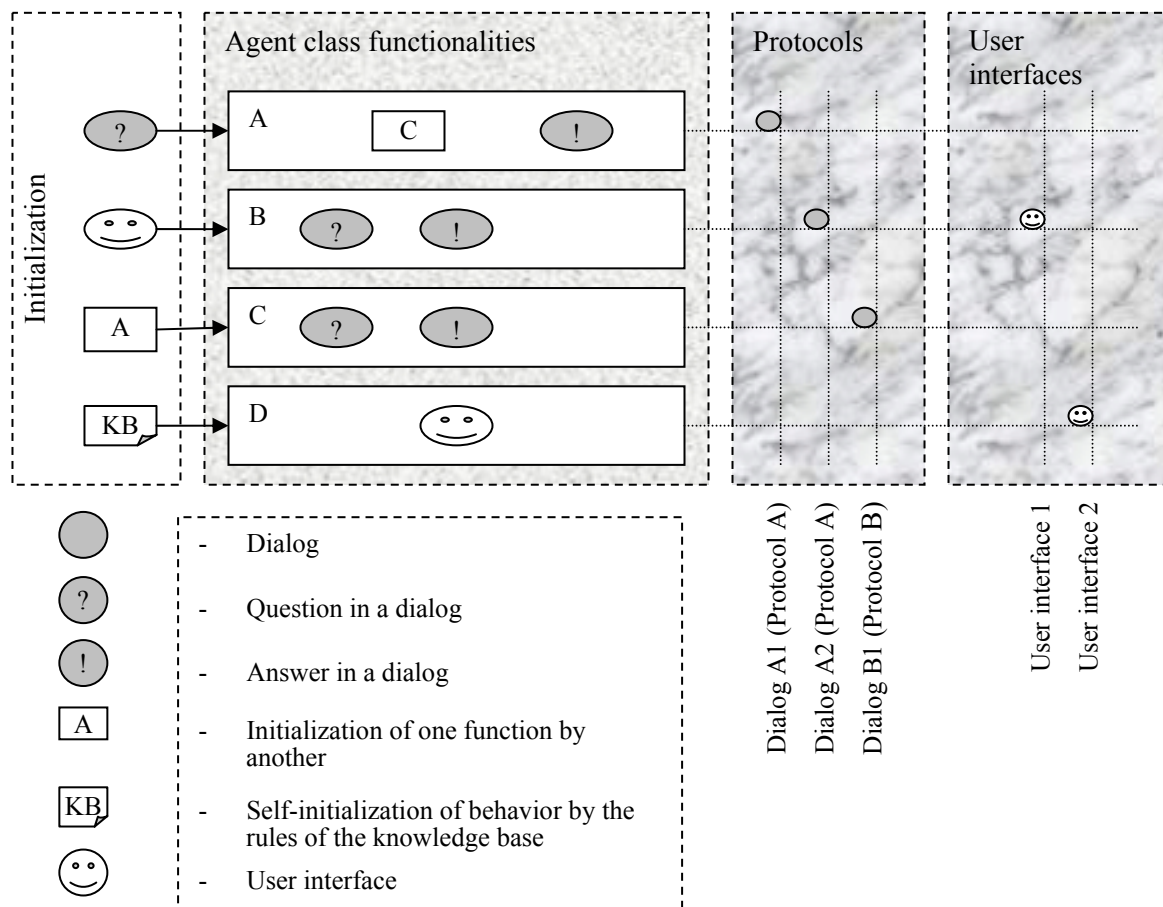 Initialization
Agent class functionalities
Protocols
User
interfaces
?
A
C
!
B
?
!
A
C
?
!
KB
D
Dialog A1 (Protocol A)
Dialog A2 (Protocol A)
Dialog B1 (Protocol B)
User interface 1
User interface 2
- Dialog
? - Question in a dialog
! - Answer in a dialog
A - Initialization of one function by
another
KB - Self-initialization of behavior by the
rules of the knowledge base
- User interface